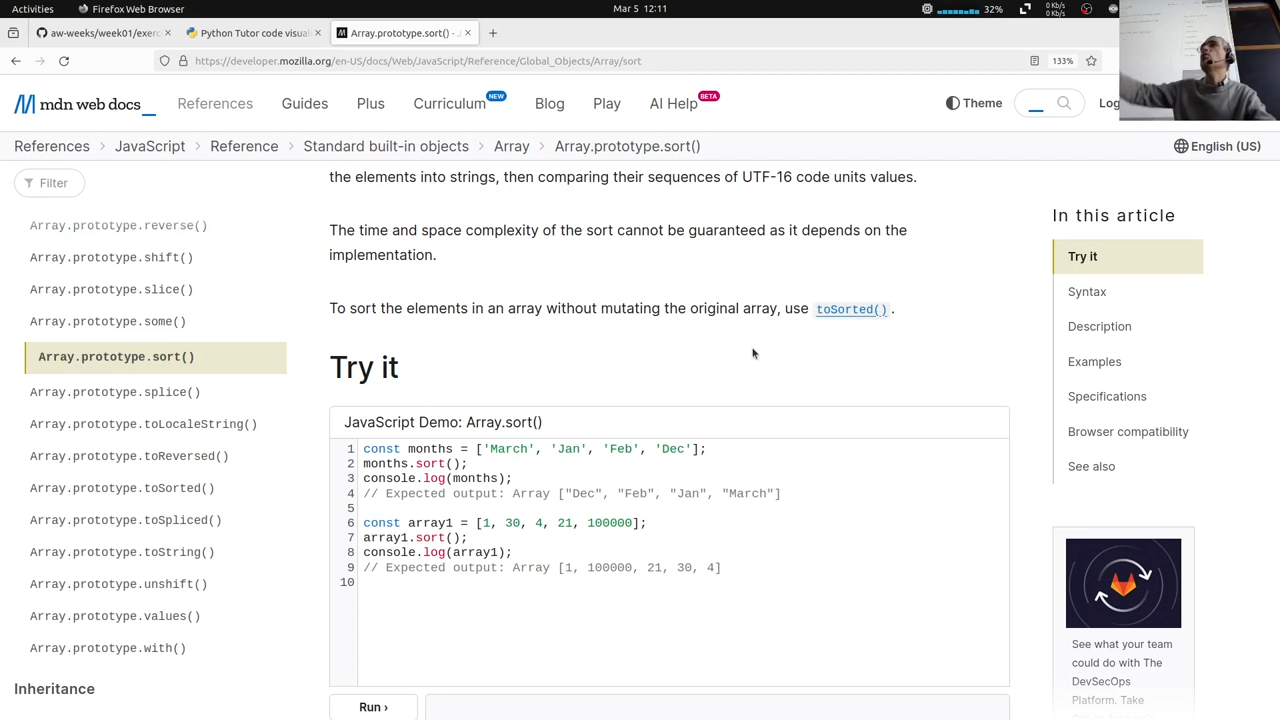 Activities
Firefox Web Browser
Mar 5 12:11
32%
0 Kb/s
0 Kb/s
aw-weeks/week01/exerc
Python Tutor code visual
Array.prototype.sort() - J
https://developer.mozilla.org/en-US/docs/Web/JavaScript/Reference/Global_Objects/Array/sort
133%
mdn web docs
References
Guides
Plus
Curriculum NEW
Blog
Play
AI Help BETA
Theme
Log
References
JavaScript
Reference
Standard built-in objects
Array
Array.prototype.sort()
English (US)
Filter
Array.prototype.reverse()
Array.prototype.shift()
Array.prototype.slice()
Array.prototype.some()
Array.prototype.sort()
Array.prototype.splice()
Array.prototype.toLocaleString()
Array.prototype.toReversed()
Array.prototype.toSorted()
Array.prototype.toSpliced()
Array.prototype.toString()
Array.prototype.unshift()
Array.prototype.values()
Array.prototype.with()
Inheritance
the elements into strings, then comparing their sequences of UTF-16 code units values.
The time and space complexity of the sort cannot be guaranteed as it depends on the
implementation.
To sort the elements in an array without mutating the original array, use toSorted().
Try it
JavaScript Demo: Array.sort()
1 const months = ['March', 'Jan', 'Feb', 'Dec'];
2 months.sort();
3 console.log(months);
4 // Expected output: Array ["Dec", "Feb", "Jan", "March"]
5
6 const array1 = [1, 30, 4, 21, 100000];
7 array1.sort();
8 console.log(array1);
9 // Expected output: Array [1, 100000, 21, 30, 4]
10
Run ›
In this article
Try it
Syntax
Description
Examples
Specifications
Browser compatibility
See also
See what your team
could do with The
DevSecOps
Platform. Take